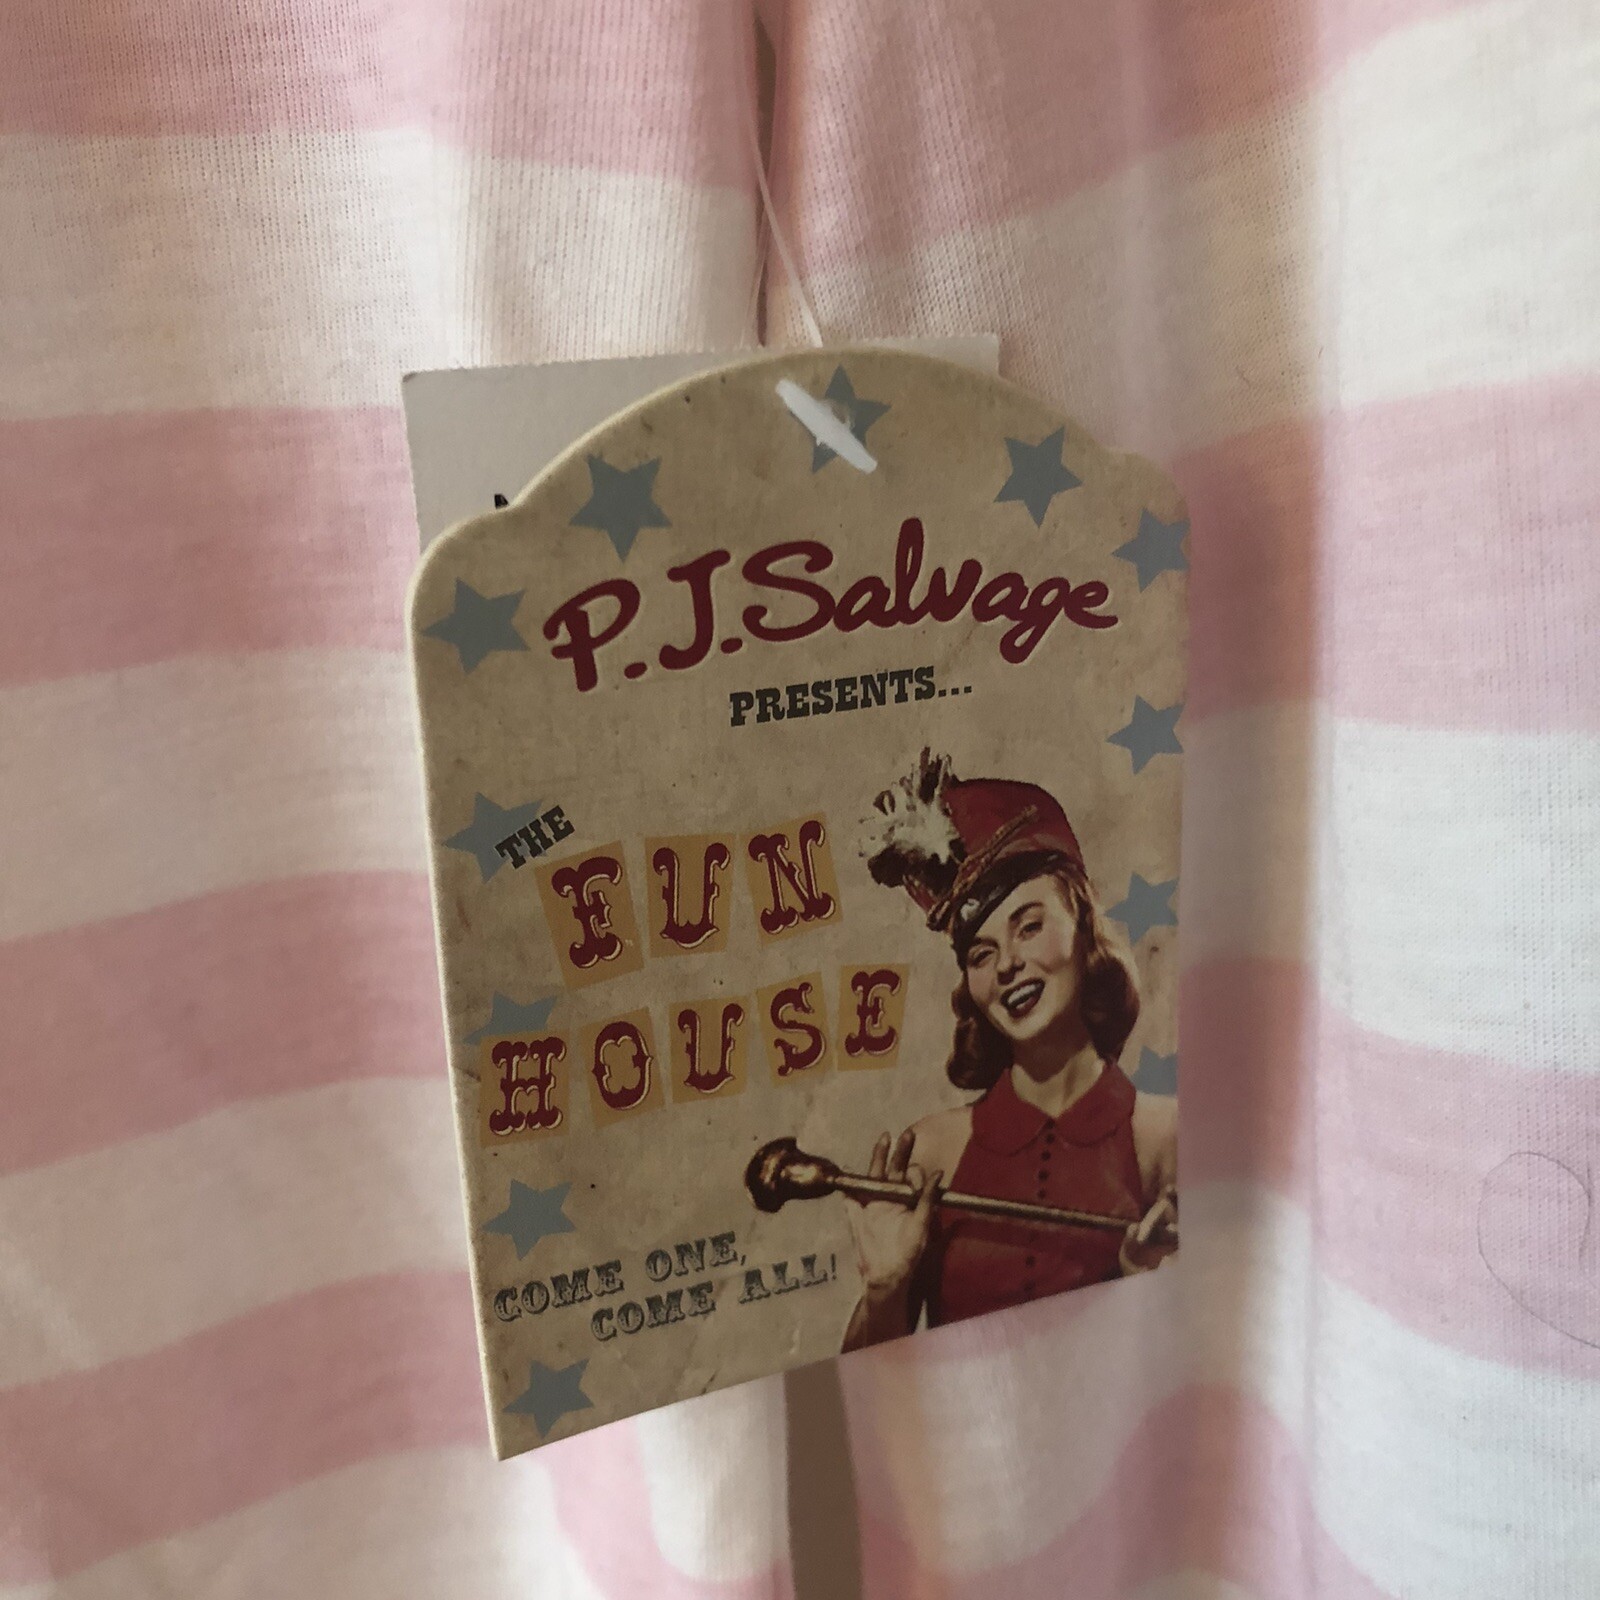 P.J. Salvage
PRESENTS...
THE
FUN
HOUSE
COME ONE,
COME ALL!